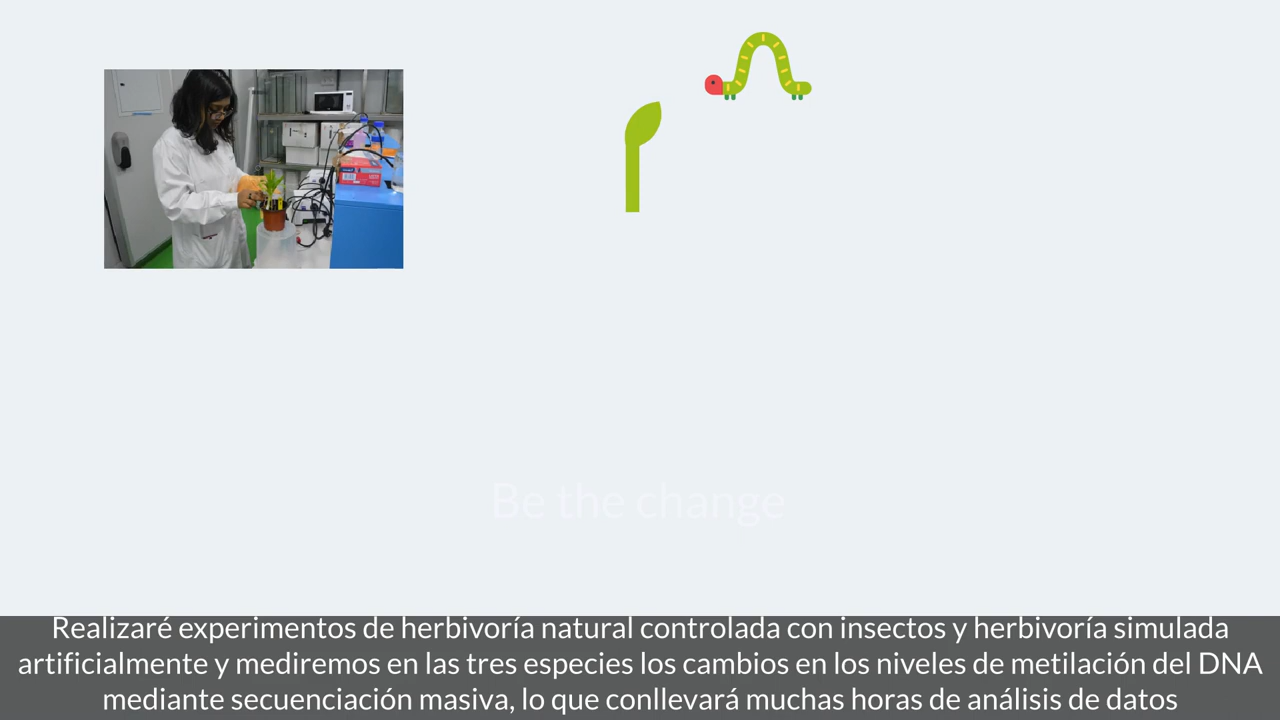 Be the change
Realizaré experimentos de herbivoría natural controlada con insectos y herbivoría simulada
artificialmente y mediremos en las tres especies los cambios en los niveles de metilación del DNA
mediante secuenciación masiva, lo que conllevará muchas horas de análisis de datos